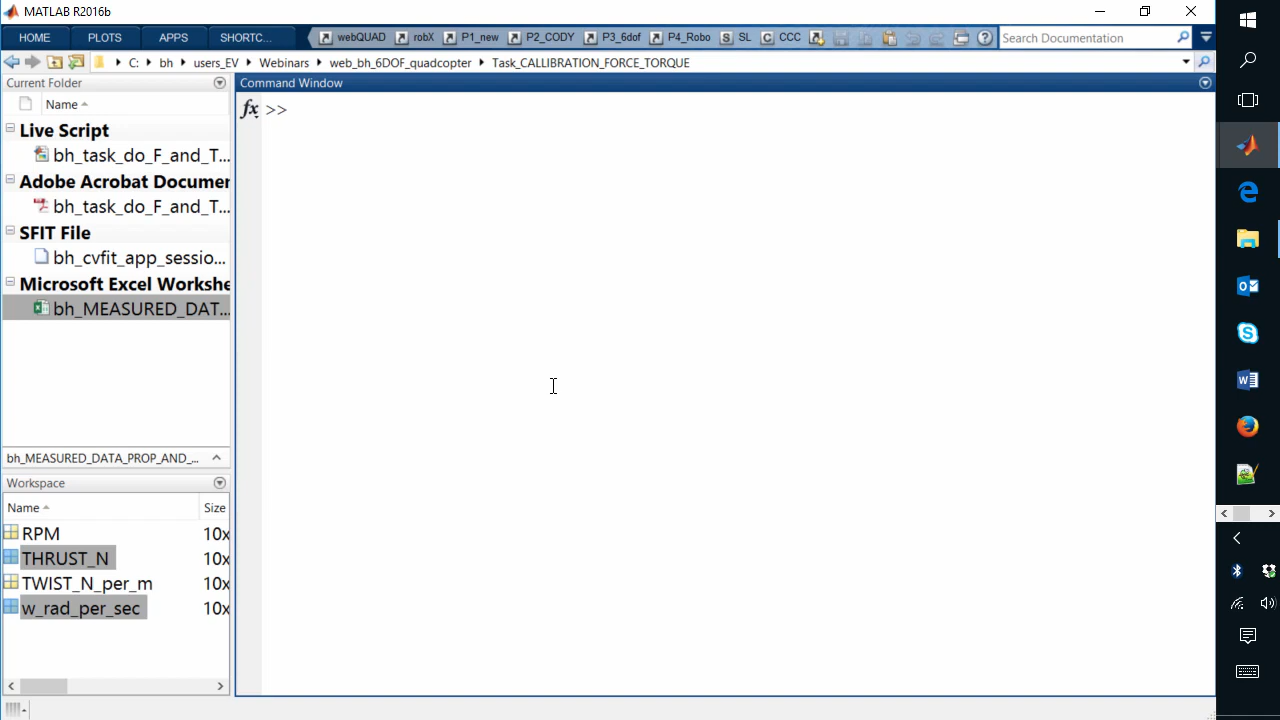 MATLAB R2016b
HOME PLOTS APPS SHORTC... webQUAD robX P1_new P2_CODY P3_6dof P4_Robo S SL C CCC Search Documentation
C: bh users_EV Webinars web_bh_6DOF_quadcopter Task_CALLIBRATION_FORCE_TORQUE
Current Folder
Command Window
Name
fx >>
Live Script
bh_task_do_F_and_T...
Adobe Acrobat Documer
bh_task_do_F_and_T...
SFIT File
bh_cvfit_app_sessio...
Microsoft Excel Workshe
bh_MEASURED_DAT...
bh_MEASURED_DATA_PROP_AND_...
Workspace
Name Size
RPM 10x
THRUST_N 10x
TWIST_N_per_m 10x
w_rad_per_sec 10x